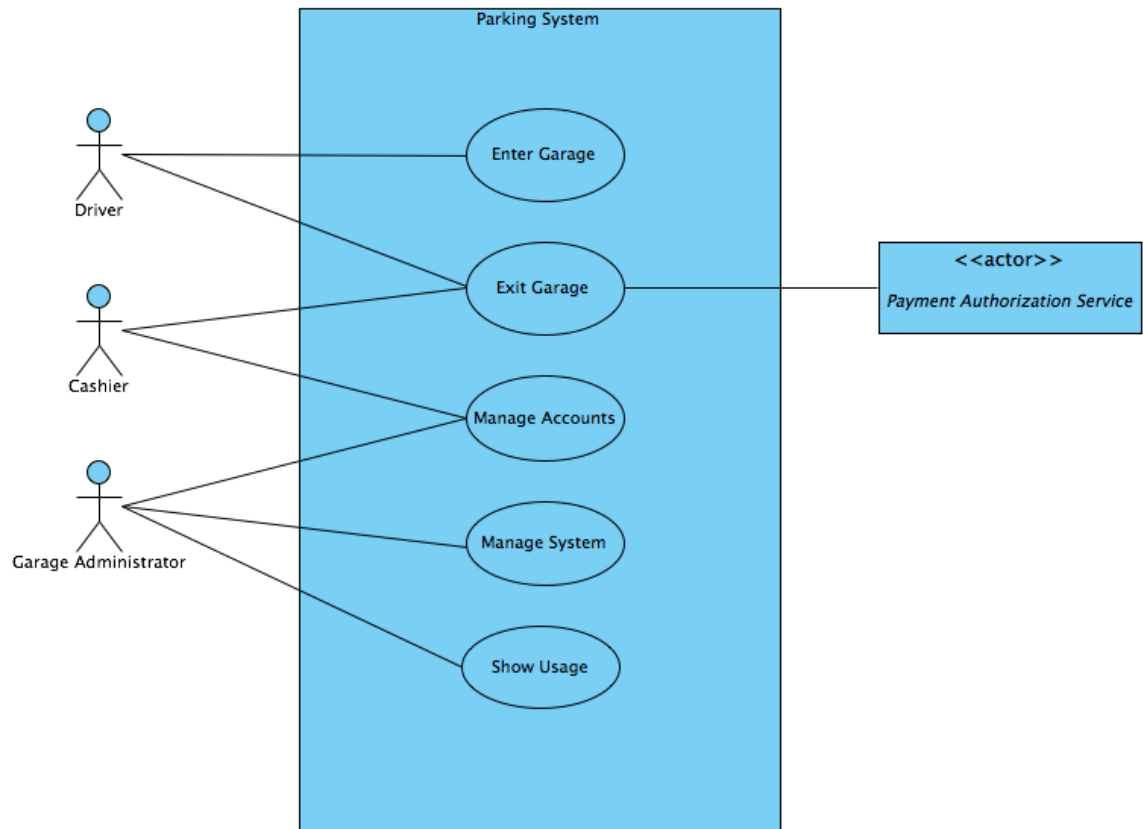 Parking System
Driver
Enter Garage
Exit Garage
<<actor>>
Payment Authorization Service
Cashier
Manage Accounts
Garage Administrator
Manage System
Show Usage